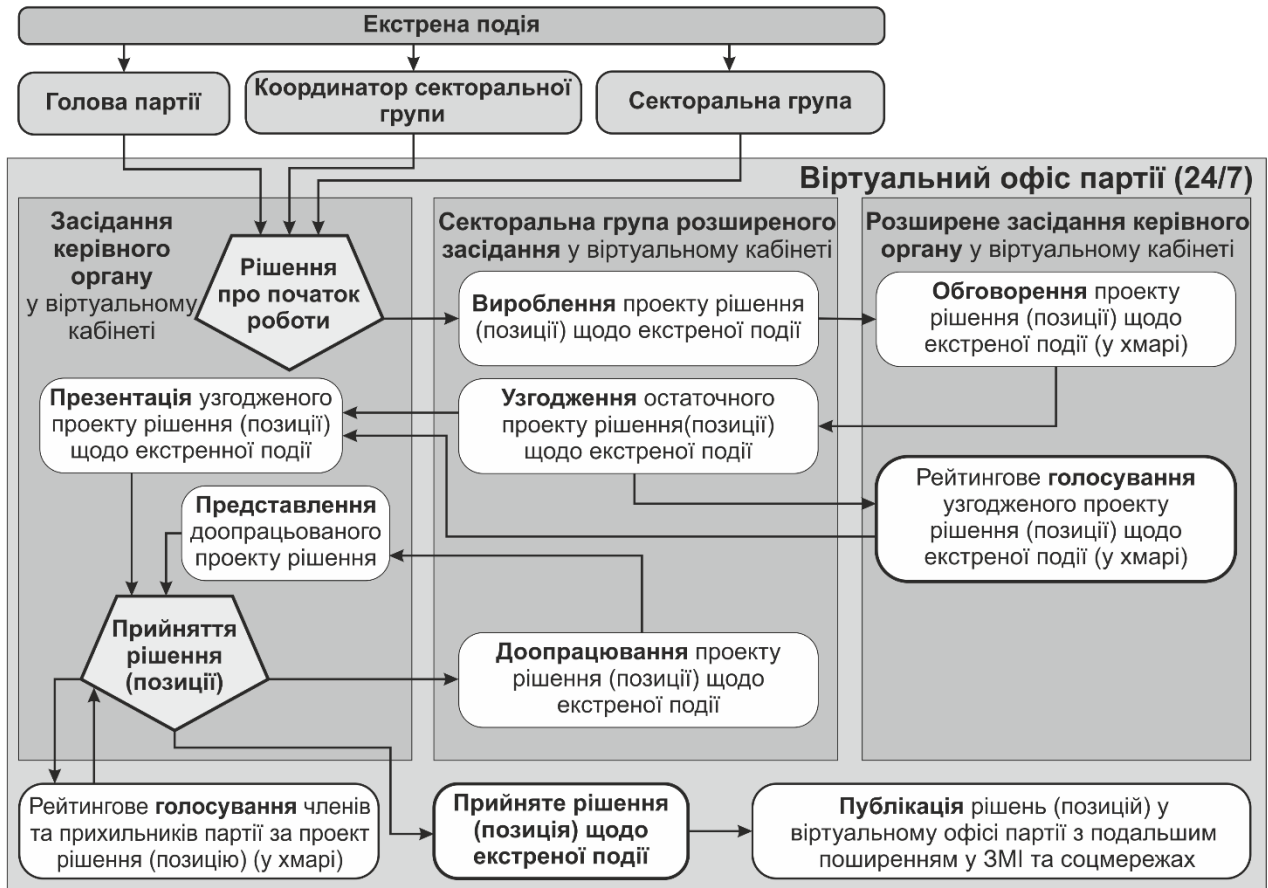 Екстрена подія
Голова партії
Координатор секторальної
групи
Секторальна група
Віртуальний офіс партії (24/7)
Засідання
керівного
органу
у віртуальному
кабінеті
Рішення
про початок
роботи
Секторальна група розширеного
засідання у віртуальному кабінеті
Розширене засідання керівного
органу у віртуальному кабінеті
Вироблення проекту рішення
(позиції) щодо екстреної події
Обговорення проекту
рішення (позиції) щодо
екстреної події (у хмарі)
Презентація узгодженого
проекту рішення (позиції)
щодо екстренної події
Узгодження остаточного
проекту рішення(позиції)
щодо екстреної події
Рейтингове голосування
узгодженого проекту
рішення (позиції) щодо
екстреної події (у хмарі)
Представлення
доопрацьованого
проекту рішення
Прийняття
рішення
(позиції)
Доопрацювання проекту
рішення (позиції) щодо
екстреної події
Рейтингове голосування членів
та прихильників партії за проект
рішення (позицію) (у хмарі)
Прийняте рішення
(позиція) щодо
екстреної події
Публікація рішень (позицій) у
віртуальному офісі партії з подальшим
поширенням у ЗМІ та соцмережах